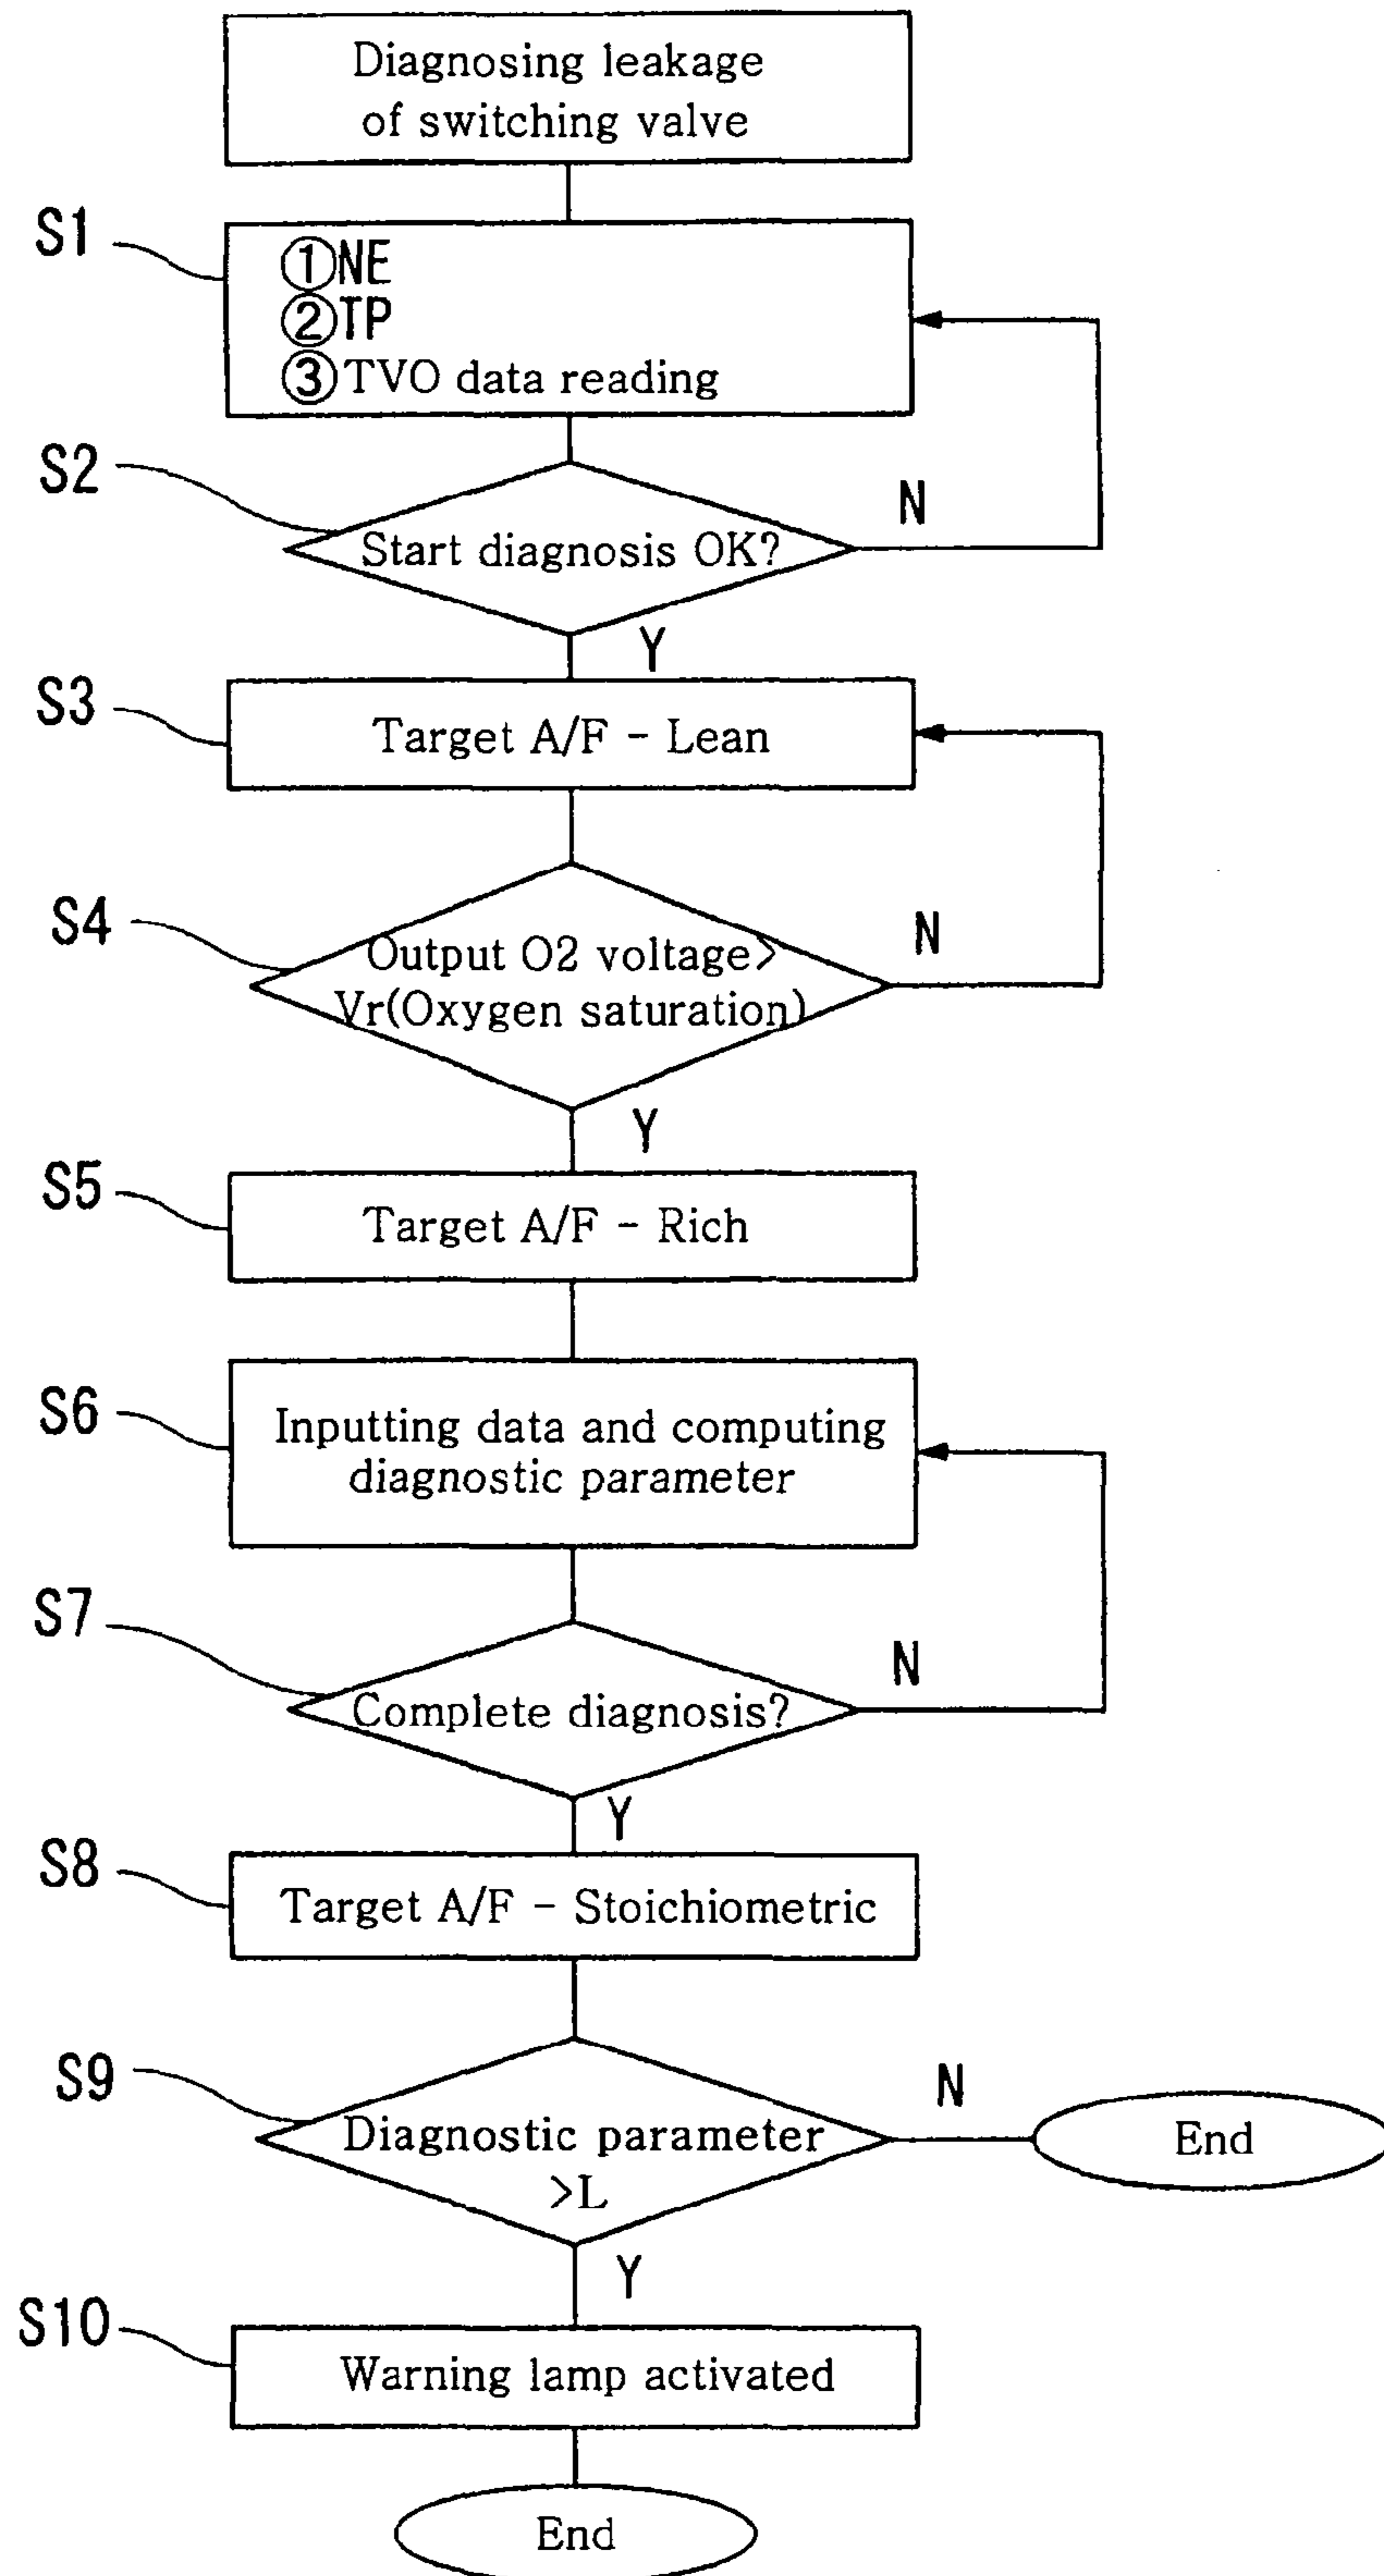 Diagnosing leakage
of switching valve
S1
①NE
②TP
③TVO data reading
S2
Start diagnosis OK?
N
Y
S3
Target A/F - Lean
S4
Output O2 voltage>
Vr(Oxygen saturation)
N
Y
S5
Target A/F - Rich
S6
Inputting data and computing
diagnostic parameter
S7
Complete diagnosis?
N
Y
S8
Target A/F - Stoichiometric
S9
Diagnostic parameter
>L
N
End
Y
S10
Warning lamp activated
End